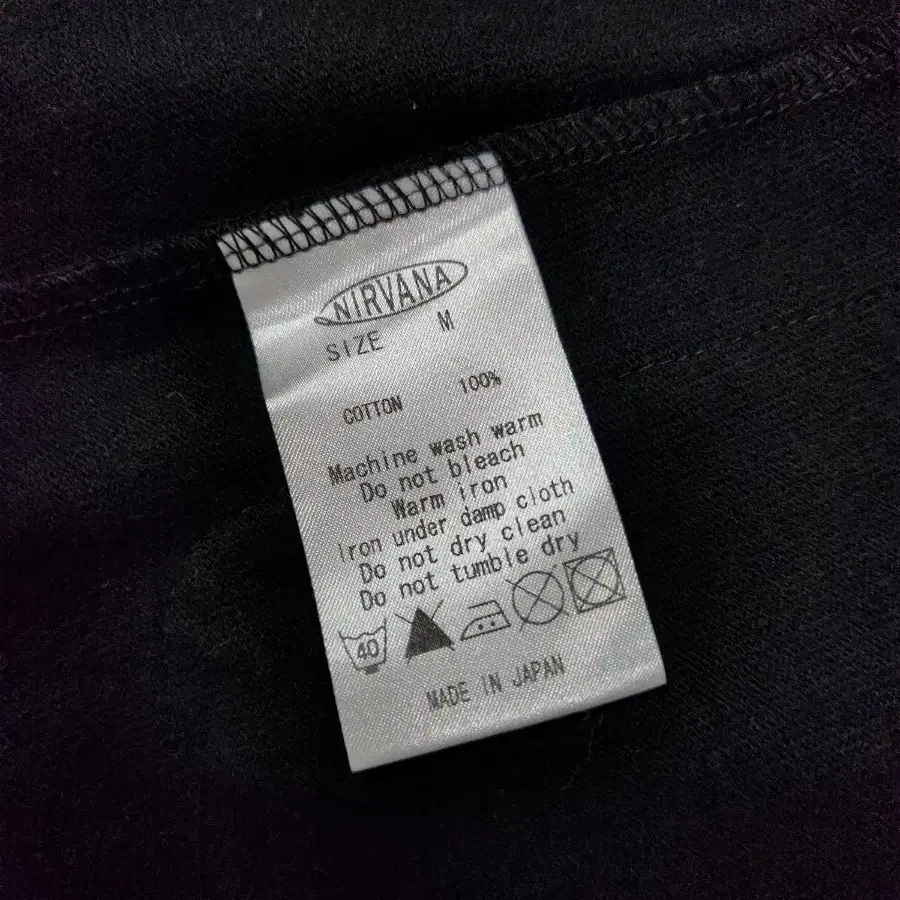 NIRVANA
SIZE M
COTTON 100%
Machine wash warm
Do not bleach
Warm iron
Iron under damp cloth
Do not dry clean
Do not tumble dry
40
MADE IN JAPAN